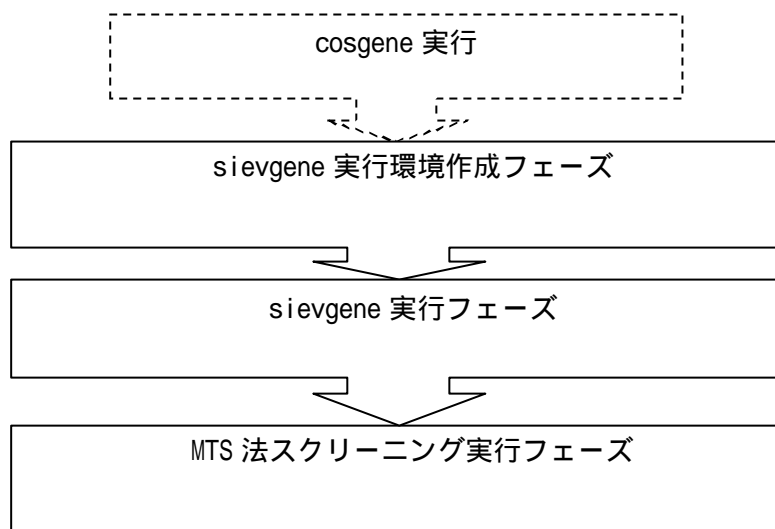 cosgene 実行
sievgene 実行環境作成フェーズ
sievgene 実行フェーズ
MTS 法スクリーニング実行フェーズ